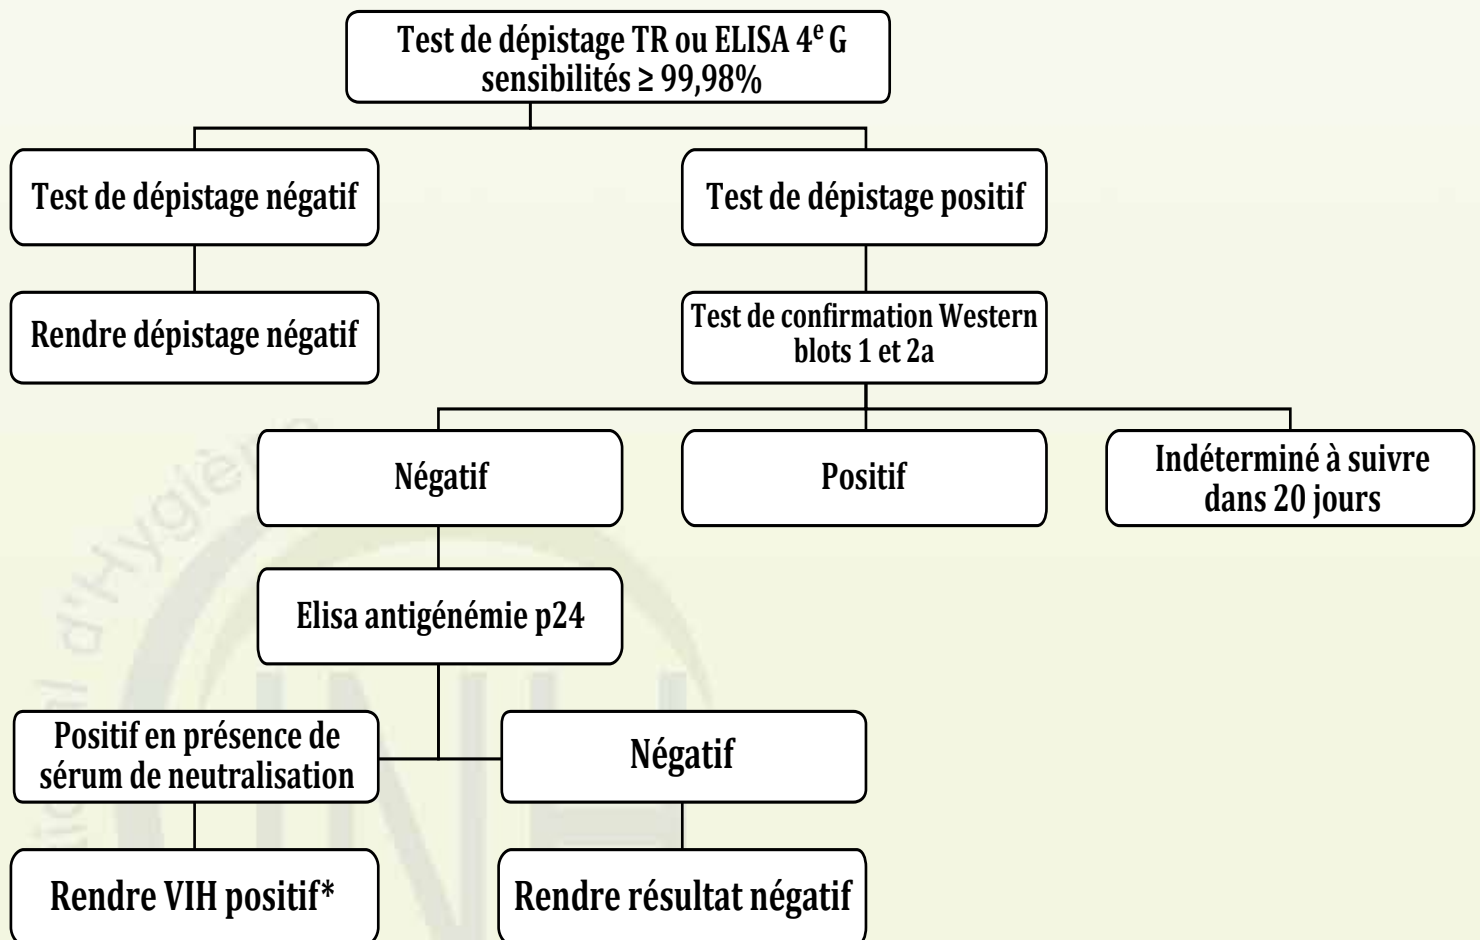 Test de dépistage TR ou ELISA 4e G
sensibilités ≥ 99,98%
Test de dépistage négatif
Test de dépistage positif
Rendre dépistage négatif
Test de confirmation Western
blots 1 et 2a
Négatif
Positif
Indéterminé à suivre
dans 20 jours
Elisa antigénémie p24
Positif en présence de
sérum de neutralisation
Négatif
Rendre VIH positif*
Rendre résultat négatif
d'Hygiène
INH